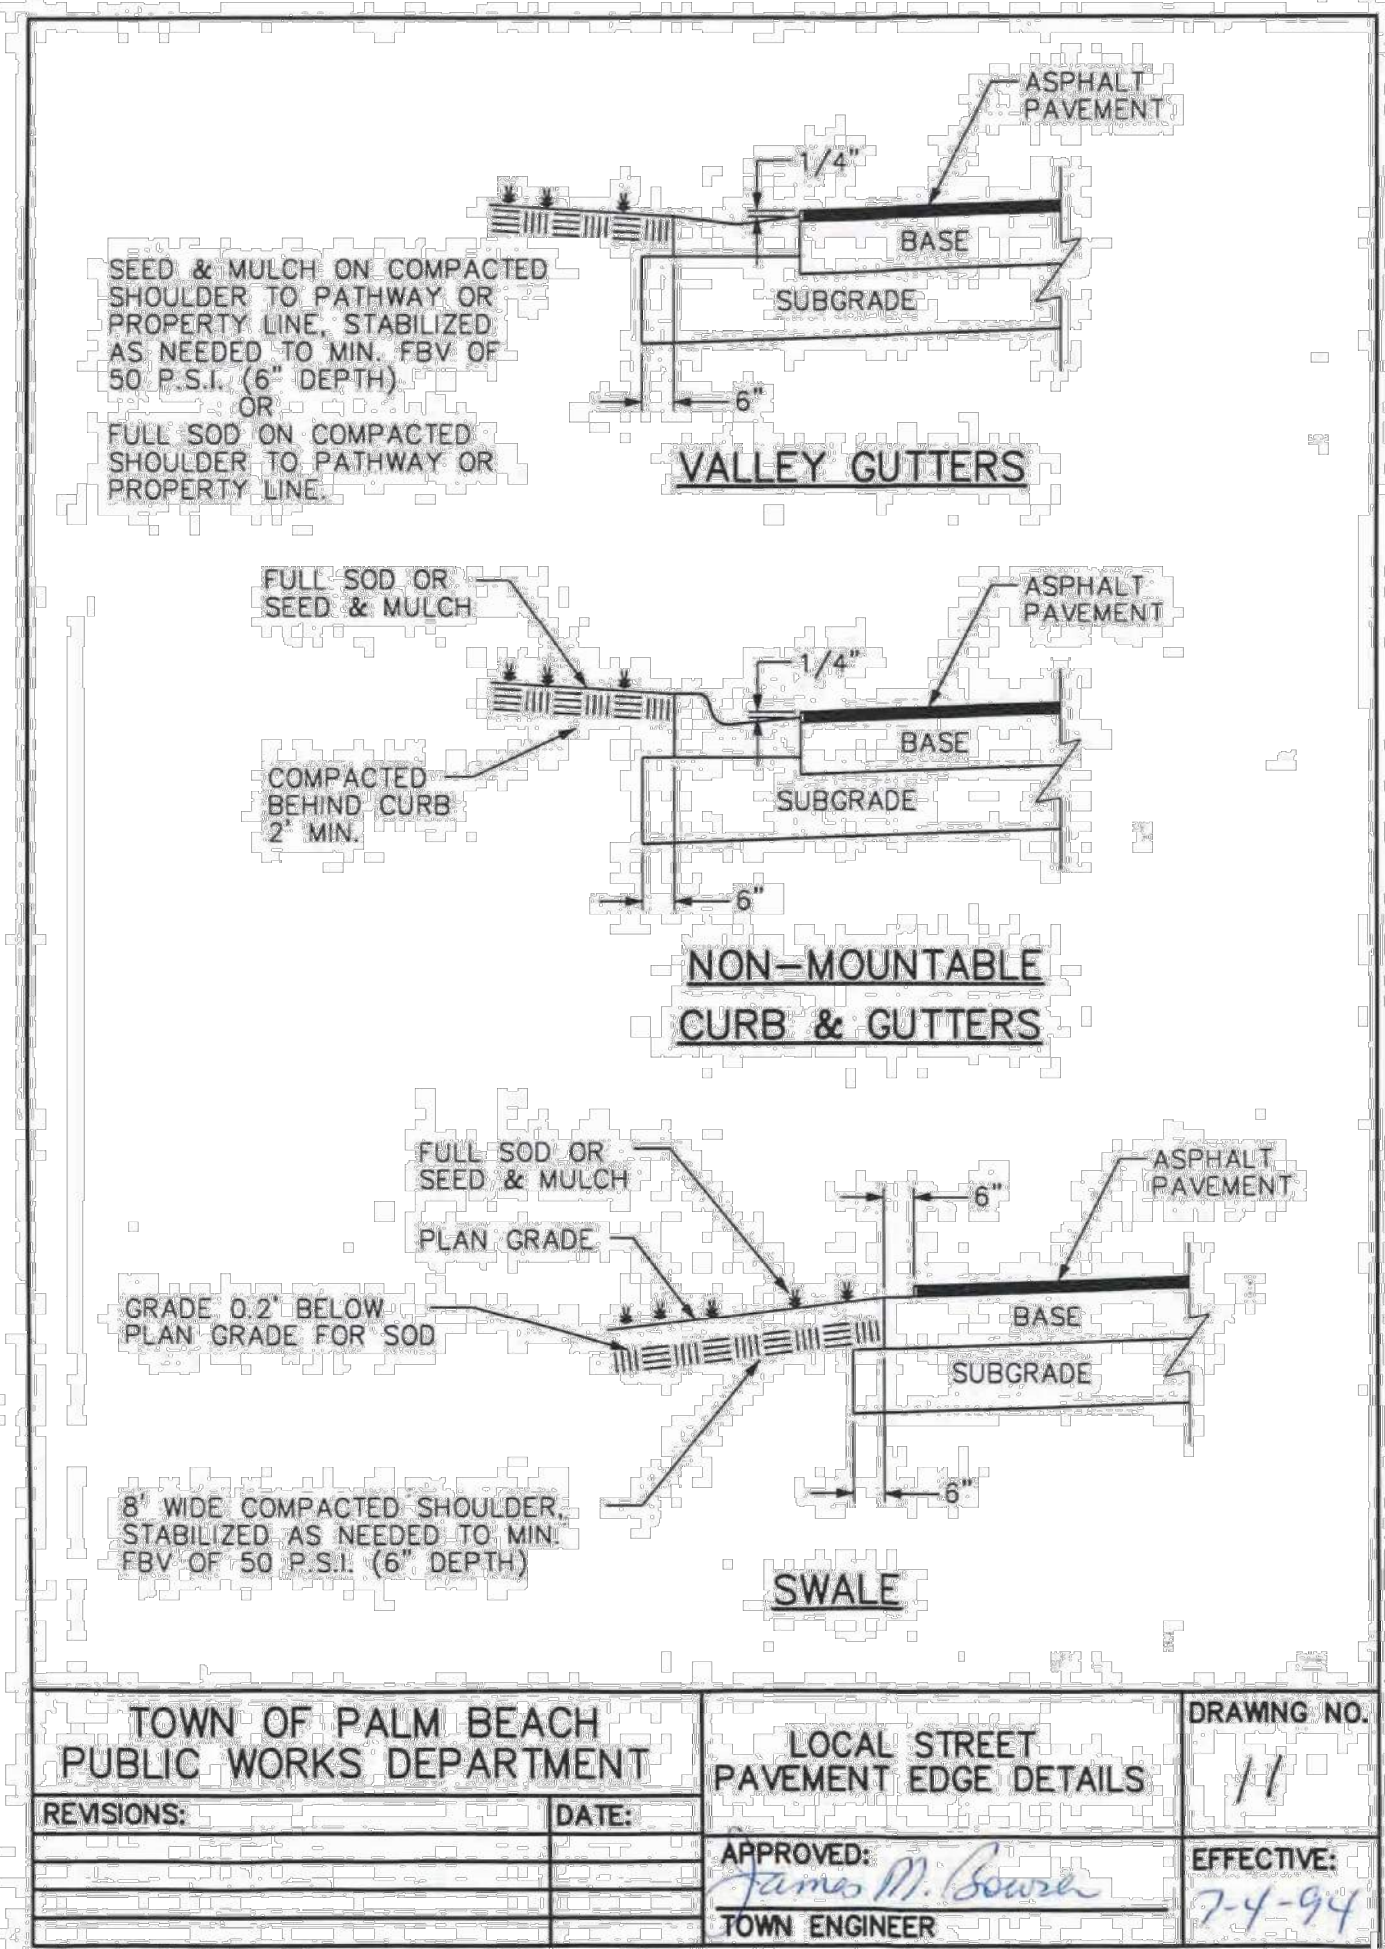 ASPHALT
PAVEMENT
1/4"
BASE
SUBGRADE
SEED & MULCH ON COMPACTED
SHOULDER TO PATHWAY OR
PROPERTY LINE, STABILIZED
AS NEEDED TO MIN. FBV OF
50 P.S.I. (6" DEPTH)
OR
FULL SOD ON COMPACTED
SHOULDER TO PATHWAY OR
PROPERTY LINE.
6"
VALLEY GUTTERS
FULL SOD OR
SEED & MULCH
ASPHALT
PAVEMENT
1/4"
BASE
SUBGRADE
COMPACTED
BEHIND CURB
2' MIN.
6"
NON-MOUNTABLE
CURB & GUTTERS
FULL SOD OR
SEED & MULCH
PLAN GRADE
6"
ASPHALT
PAVEMENT
GRADE 0.2' BELOW
PLAN GRADE FOR SOD
BASE
SUBGRADE
8' WIDE COMPACTED SHOULDER,
STABILIZED AS NEEDED TO MIN.
FBV OF 50 P.S.I. (6" DEPTH)
6"
SWALE
TOWN OF PALM BEACH
PUBLIC WORKS DEPARTMENT
REVISIONS:
DATE:
LOCAL STREET
PAVEMENT EDGE DETAILS
APPROVED:
James M. Bowser
TOWN ENGINEER
DRAWING NO.
11
EFFECTIVE:
7-4-94